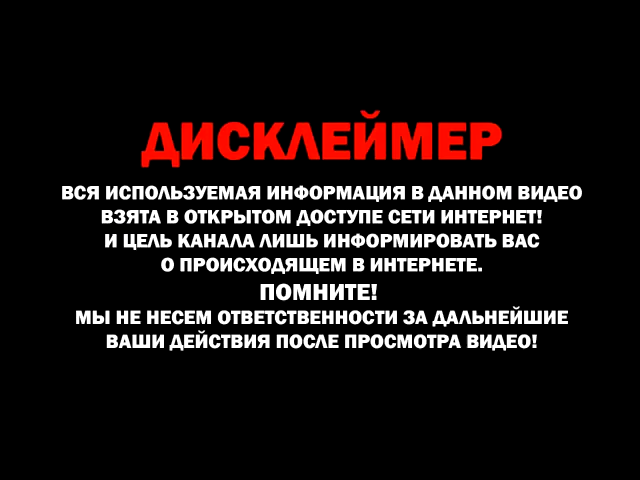 ДИСКЛЕЙМЕР
ВСЯ ИСПОЛЬЗУЕМАЯ ИНФОРМАЦИЯ В ДАННОМ ВИДЕО
ВЗЯТА В ОТКРЫТОМ ДОСТУПЕ СЕТИ ИНТЕРНЕТ!
И ЦЕЛЬ КАНАЛА ЛИШЬ ИНФОРМИРОВАТЬ ВАС
О ПРОИСХОДЯЩЕМ В ИНТЕРНЕТЕ.
ПОМНИТЕ!
МЫ НЕ НЕСЕМ ОТВЕТСТВЕННОСТИ ЗА ДАЛЬНЕЙШИЕ
ВАШИ ДЕЙСТВИЯ ПОСЛЕ ПРОСМОТРА ВИДЕО!